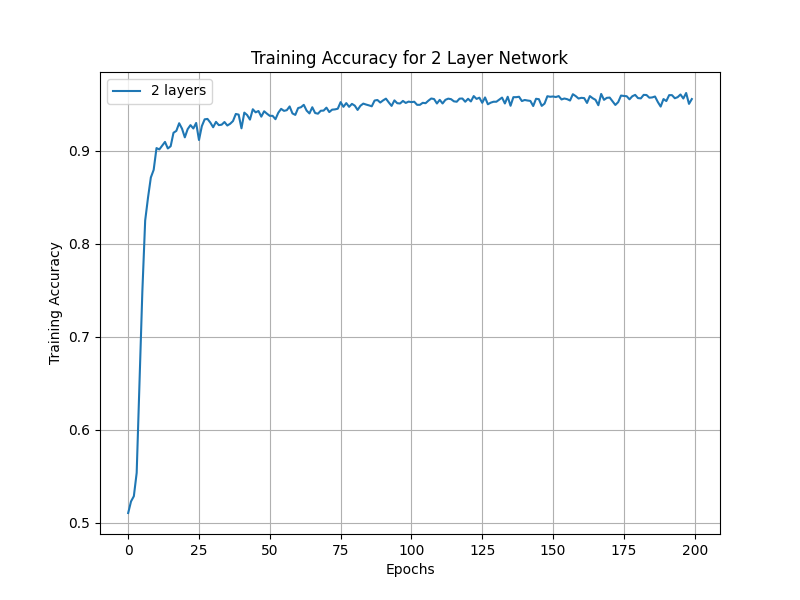 Training Accuracy for 2 Layer Network
2 layers
0.9
0.8
0.7
0.6
0.5
Training Accuracy
0 25 50 75 100 125 150 175 200
Epochs